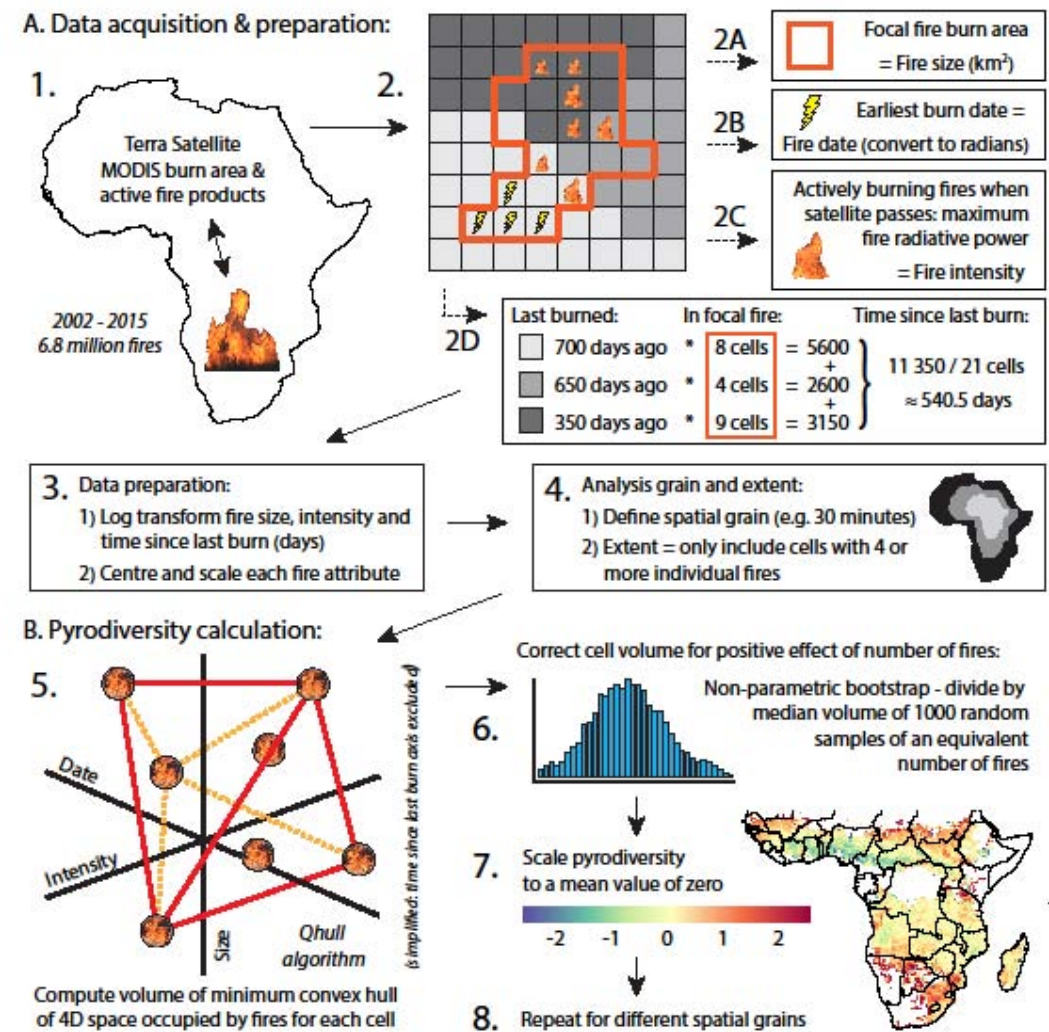 A. Data acquisition & preparation:
1.
Terra Satellite
MODIS burn area &
active fire products
2002 - 2015
6.8 million fires
2.
2A
Focal fire burn area
= Fire size (km²)
2B
Earliest burn date =
Fire date (convert to radians)
2C
Actively burning fires when
satellite passes: maximum
fire radiative power
= Fire intensity
2D
Last burned: In focal fire: Time since last burn:
700 days ago * 8 cells = 5600
+
650 days ago * 4 cells = 2600
+
350 days ago * 9 cells = 3150
11 350 / 21 cells
≈ 540.5 days
3. Data preparation:
1) Log transform fire size, intensity and
time since last burn (days)
2) Centre and scale each fire attribute
4. Analysis grain and extent:
1) Define spatial grain (e.g. 30 minutes)
2) Extent = only include cells with 4 or
more individual fires
B. Pyrodiversity calculation:
5.
Date
Intensity
Size
Qhull
algorithm
(simplified: time since last burn axis excluded)
Compute volume of minimum convex hull
of 4D space occupied by fires for each cell
Correct cell volume for positive effect of number of fires:
6.
Non-parametric bootstrap - divide by
median volume of 1000 random
samples of an equivalent
number of fires
7. Scale pyrodiversity
to a mean value of zero
-2 -1 0 1 2
8. Repeat for different spatial grains